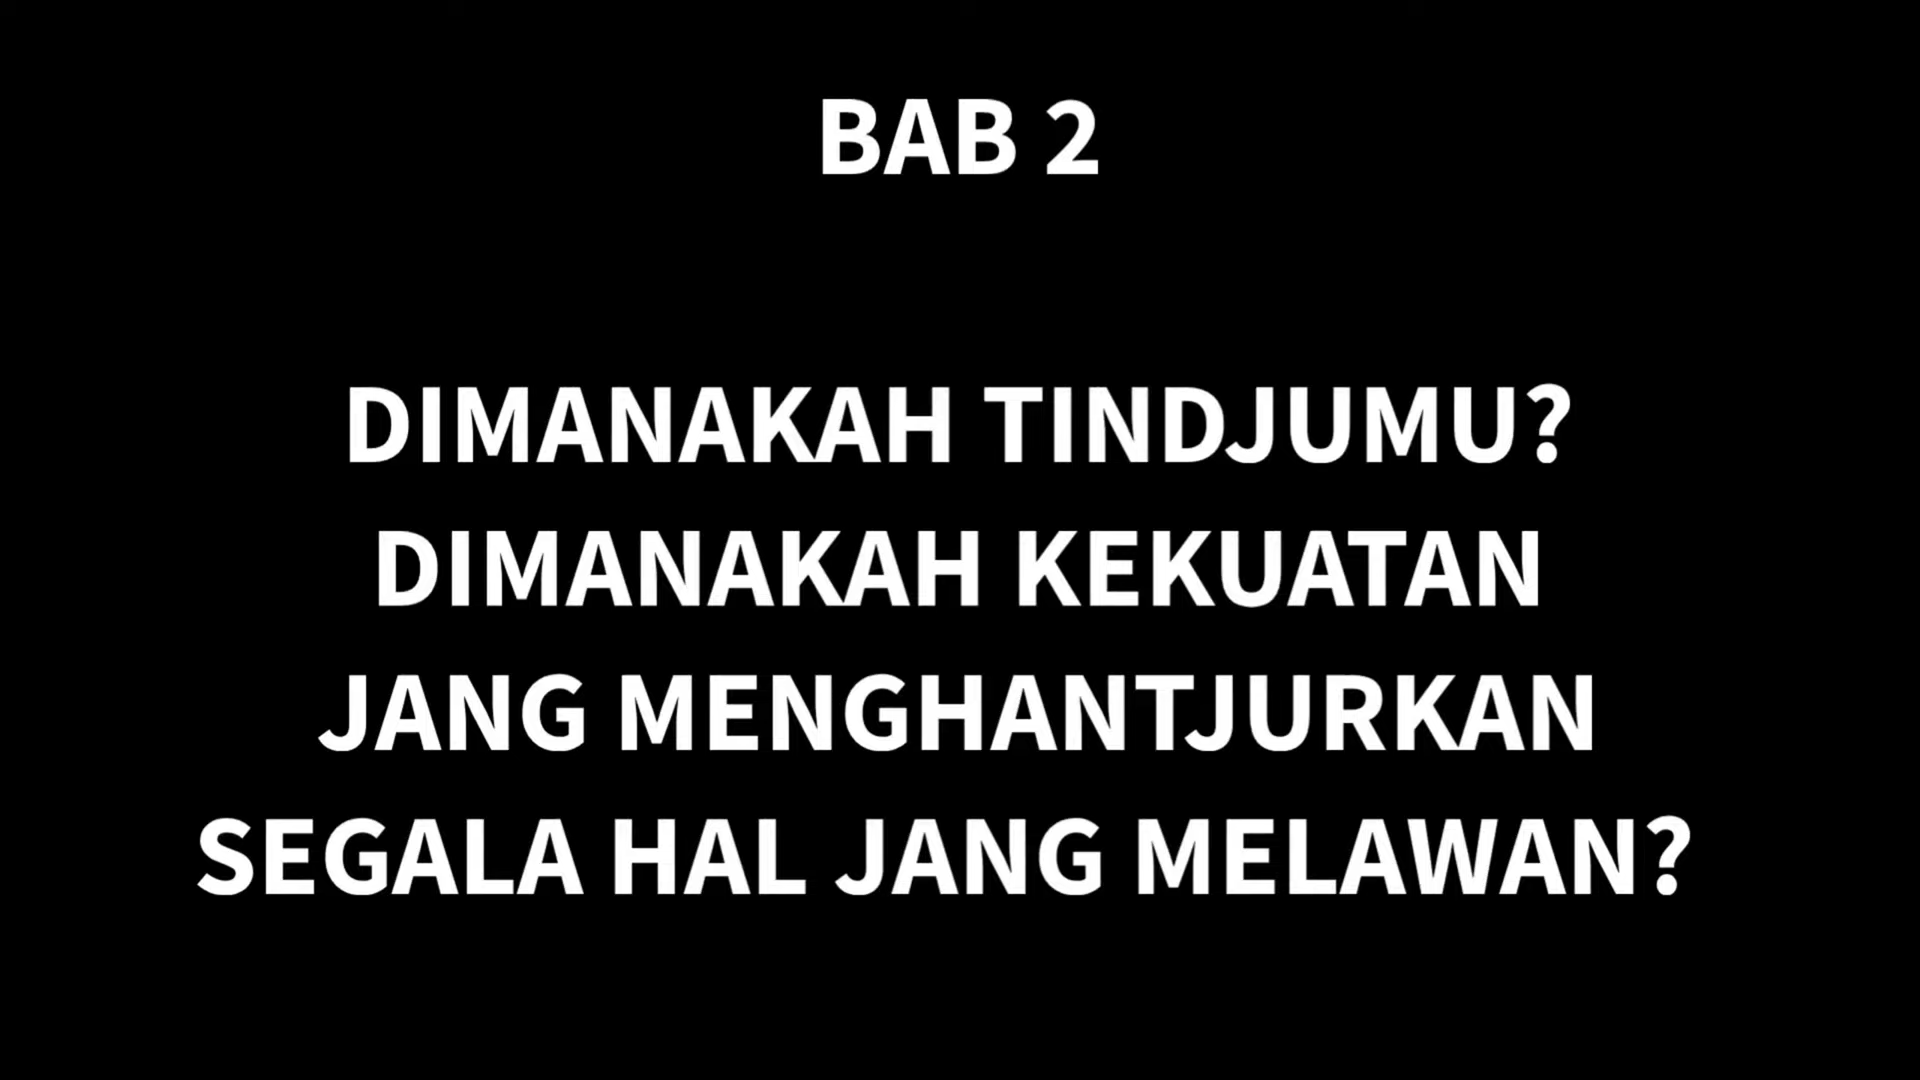 BAB 2
DIMANAKAH TINDJUMU?
DIMANAKAH KEKUATAN
JANG MENGHANTJURKAN
SEGALA HAL JANG MELAWAN?